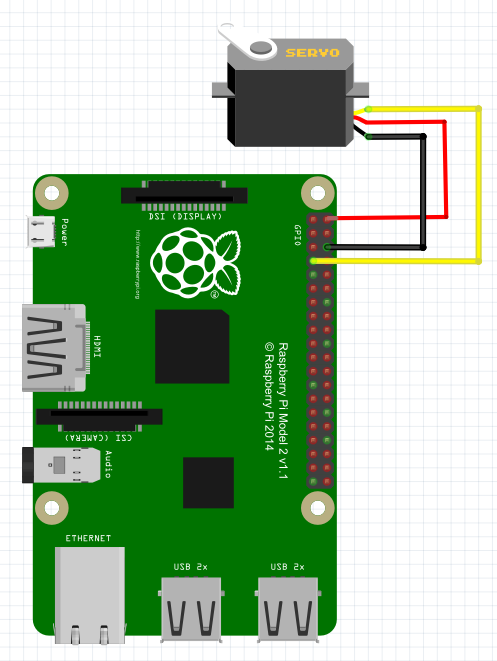 SERVO
DSI (DISPLAY)
Power
GPIO
http://www.raspberrypi.org
®
HDMI
Raspberry Pi Model 2 v1.1
© Raspberry Pi 2014
CSI (CAMERA)
Audio
ETHERNET
USB 2x
USB 2x